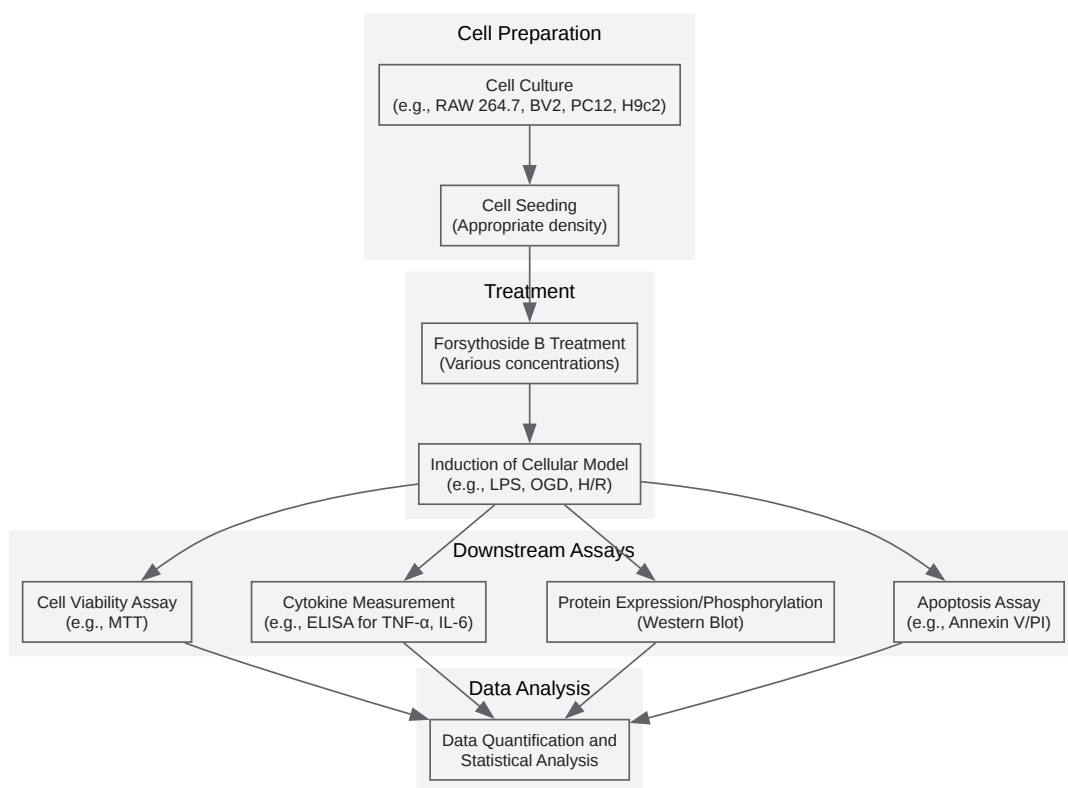 Cell Preparation
Cell Culture
(e.g., RAW 264.7, BV2, PC12, H9c2)
Cell Seeding
(Appropriate density)
Treatment
Forsythoside B Treatment
(Various concentrations)
Induction of Cellular Model
(e.g., LPS, OGD, H/R)
Downstream Assays
Cell Viability Assay
(e.g., MTT)
Cytokine Measurement
(e.g., ELISA for TNF-α, IL-6)
Protein Expression/Phosphorylation
(Western Blot)
Apoptosis Assay
(e.g., Annexin V/PI)
Data Analysis
Data Quantification and
Statistical Analysis